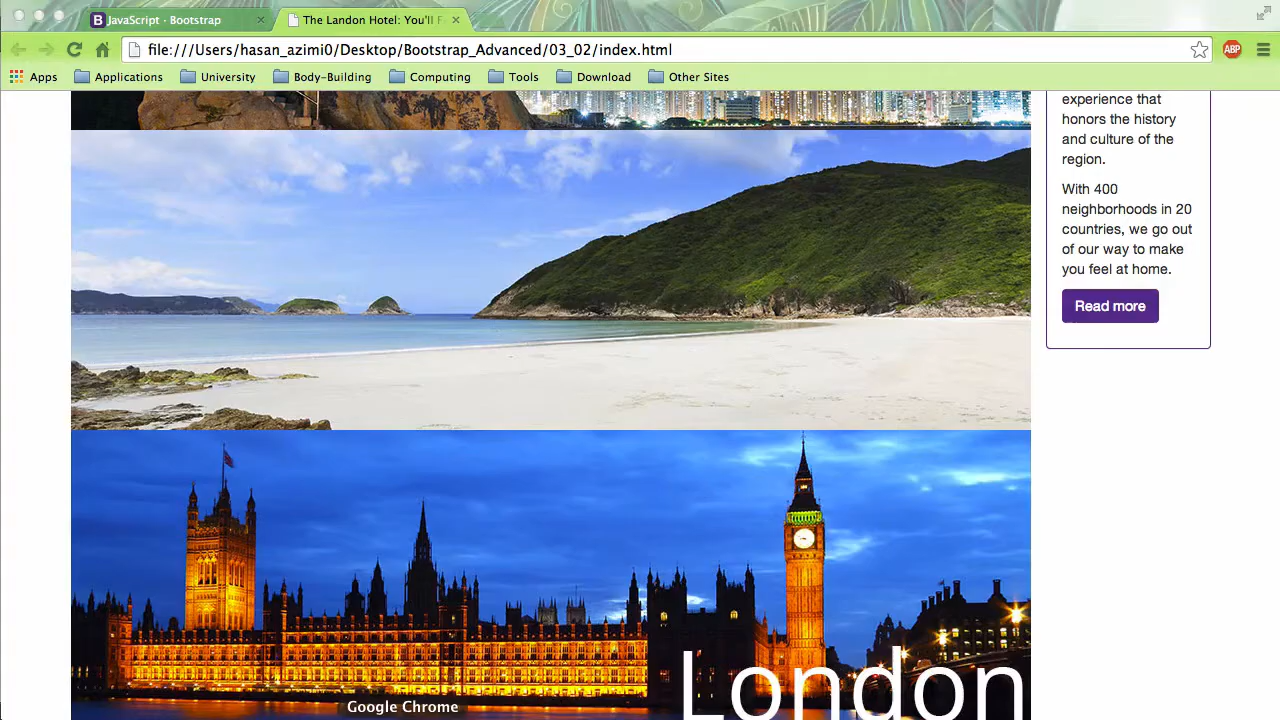 JavaScript · Bootstrap
The Landon Hotel: You'll F
file:///Users/hasan_azimi0/Desktop/Bootstrap_Advanced/03_02/index.html
ABP
Apps
Applications
University
Body-Building
Computing
Tools
Download
Other Sites
experience that
honors the history
and culture of the
region.
With 400
neighborhoods in 20
countries, we go out
of our way to make
you feel at home.
Read more
London
Google Chrome